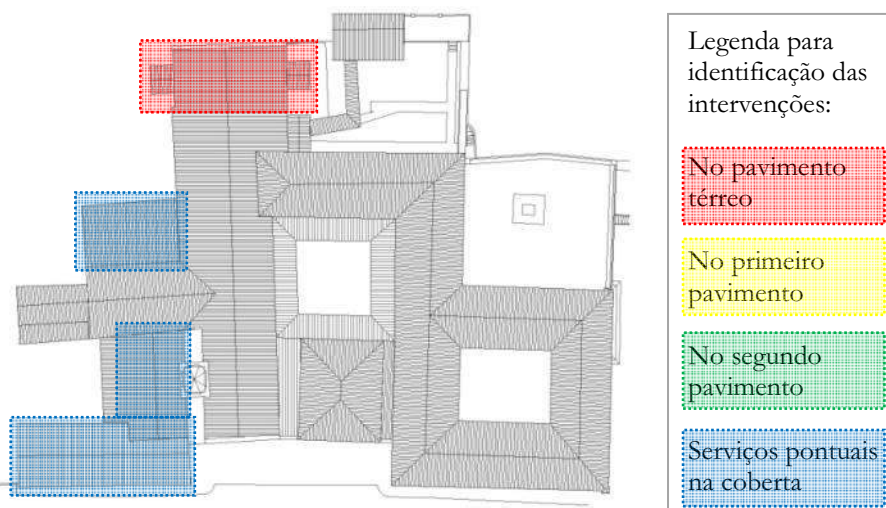 Legenda para
identificação das
intervenções:
No pavimento
térreo
No primeiro
pavimento
No segundo
pavimento
Serviços pontuais
na coberta